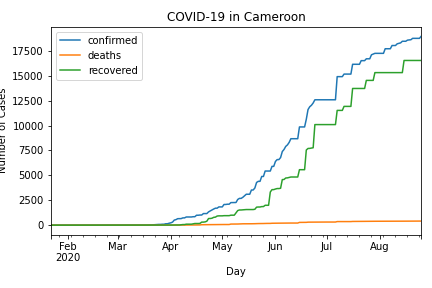 COVID-19 in Cameroon
confirmed
deaths
recovered
17500
15000
12500
10000
7500
5000
2500
0
Number of Cases
Feb
2020
Mar
Apr
May
Jun
Jul
Aug
Day